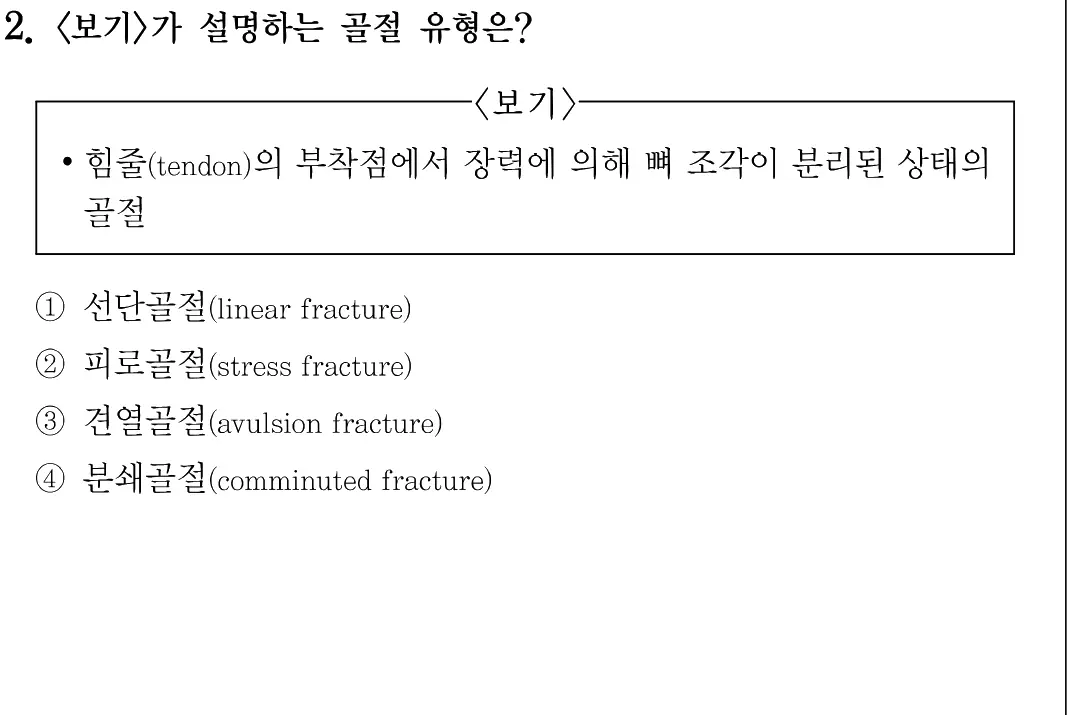 2. 〈보기〉가 설명하는 골절 유형은?
〈보기〉
• 힘줄(tendon)의 부착점에서 장력에 의해 뼈 조각이 분리된 상태의
골절
① 선단골절(linear fracture)
② 피로골절(stress fracture)
③ 견열골절(avulsion fracture)
④ 분쇄골절(comminuted fracture)